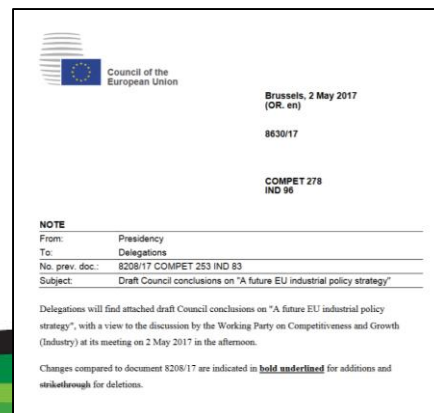 Council of the
European Union
Brussels, 2 May 2017
(OR. en)
8630/17
COMPET 278
IND 96
NOTE
From: Presidency
To: Delegations
No. prev. doc.: 8208/17 COMPET 253 IND 83
Subject: Draft Council conclusions on "A future EU industrial policy strategy"
Delegations will find attached draft Council conclusions on "A future EU industrial policy
strategy", with a view to the discussion by the Working Party on Competitiveness and Growth
(Industry) at its meeting on 2 May 2017 in the afternoon.
Changes compared to document 8208/17 are indicated in bold underlined for additions and
strikethrough for deletions.